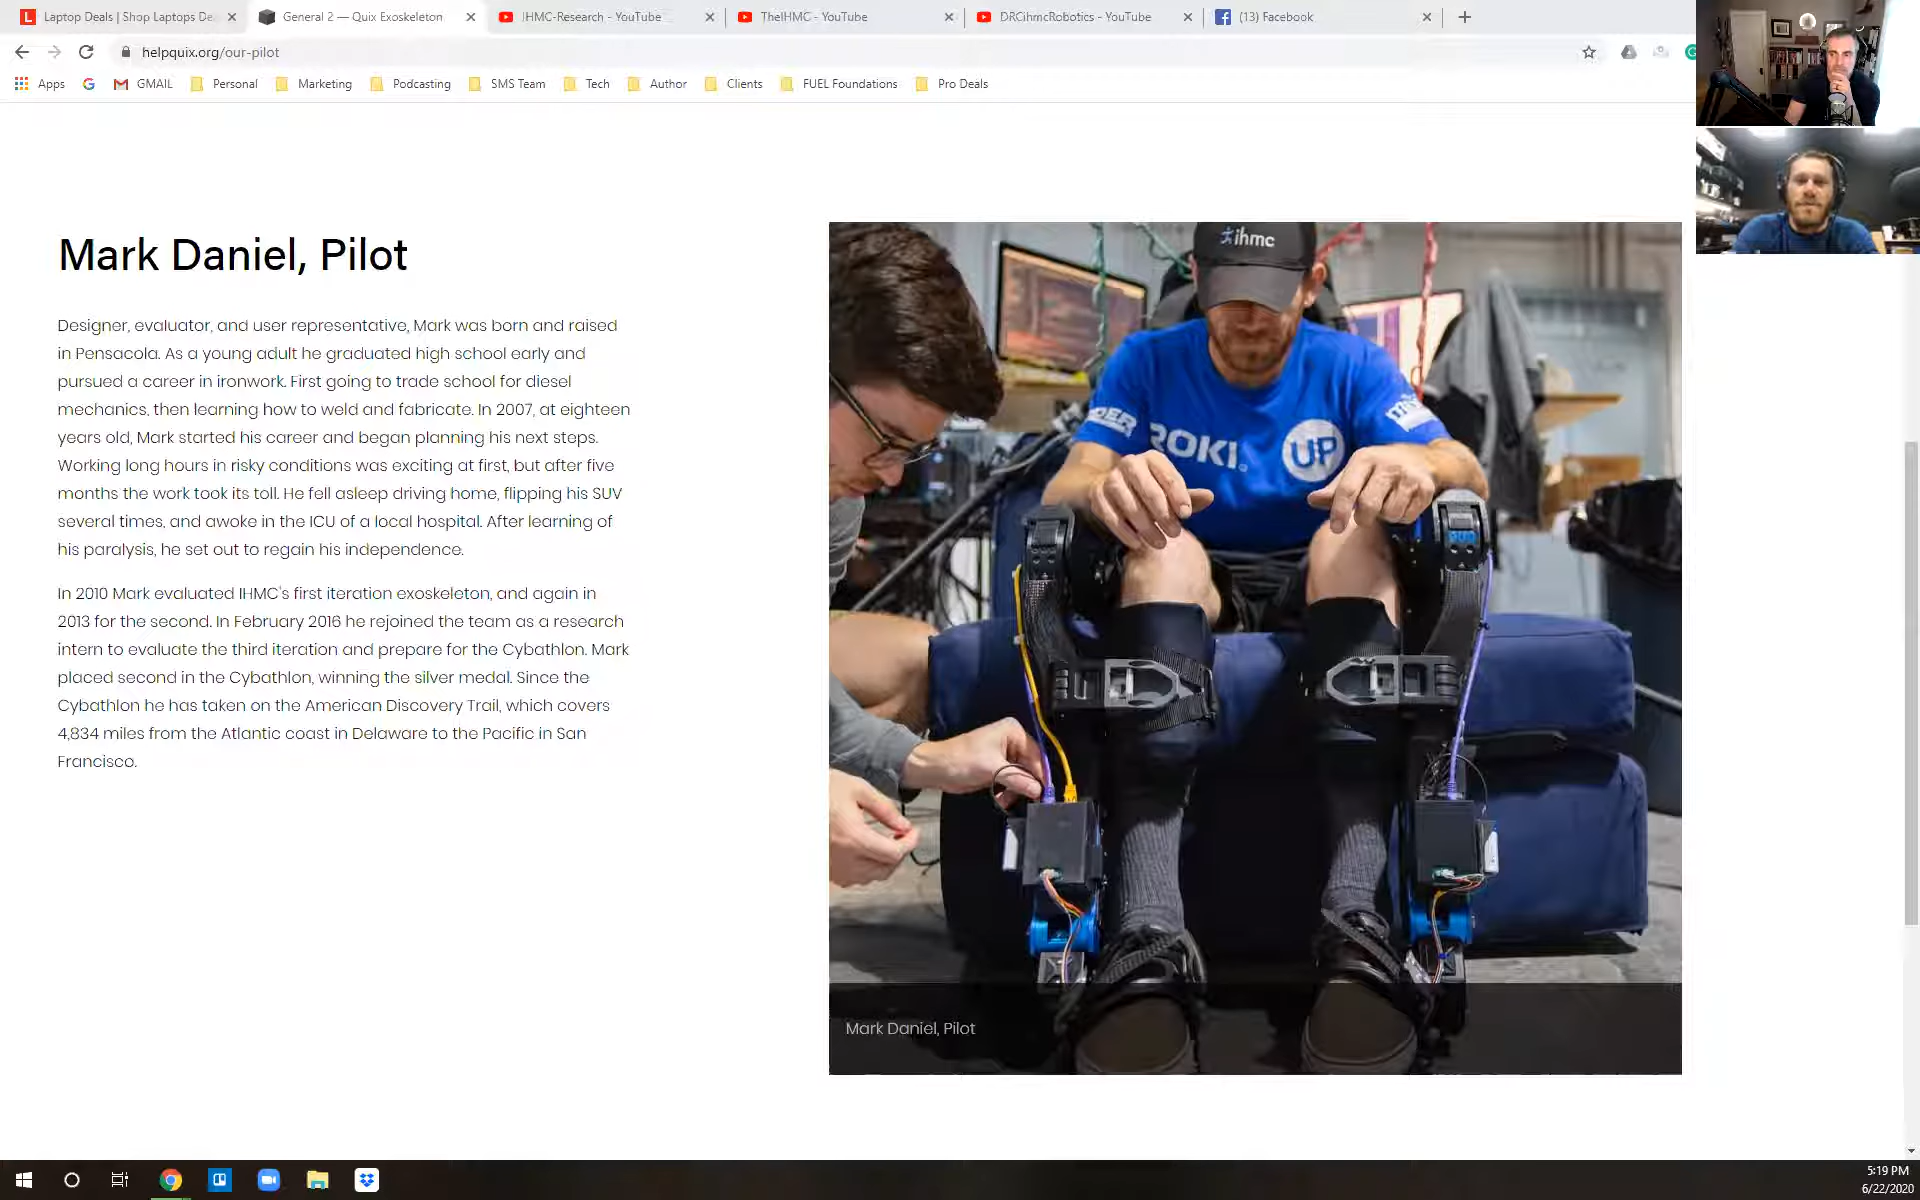 Laptop Deals | Shop Laptops De
General 2 — Quix Exoskeleton
IHMC-Research - YouTube
TheIHMC - YouTube
DRCihmcRobotics - YouTube
(13) Facebook
helpquix.org/our-pilot
Apps
GMAIL
Personal
Marketing
Podcasting
SMS Team
Tech
Author
Clients
FUEL Foundations
Pro Deals
Mark Daniel, Pilot
Designer, evaluator, and user representative, Mark was born and raised
in Pensacola. As a young adult he graduated high school early and
pursued a career in ironwork. First going to trade school for diesel
mechanics, then learning how to weld and fabricate. In 2007, at eighteen
years old, Mark started his career and began planning his next steps.
Working long hours in risky conditions was exciting at first, but after five
months the work took its toll. He fell asleep driving home, flipping his SUV
several times, and awoke in the ICU of a local hospital. After learning of
his paralysis, he set out to regain his independence.
In 2010 Mark evaluated IHMC's first iteration exoskeleton, and again in
2013 for the second. In February 2016 he rejoined the team as a research
intern to evaluate the third iteration and prepare for the Cybathlon. Mark
placed second in the Cybathlon, winning the silver medal. Since the
Cybathlon he has taken on the American Discovery Trail, which covers
4,834 miles from the Atlantic coast in Delaware to the Pacific in San
Francisco.
ihmc
ROKI.
UP
Mark Daniel, Pilot
5:19 PM
6/22/2020